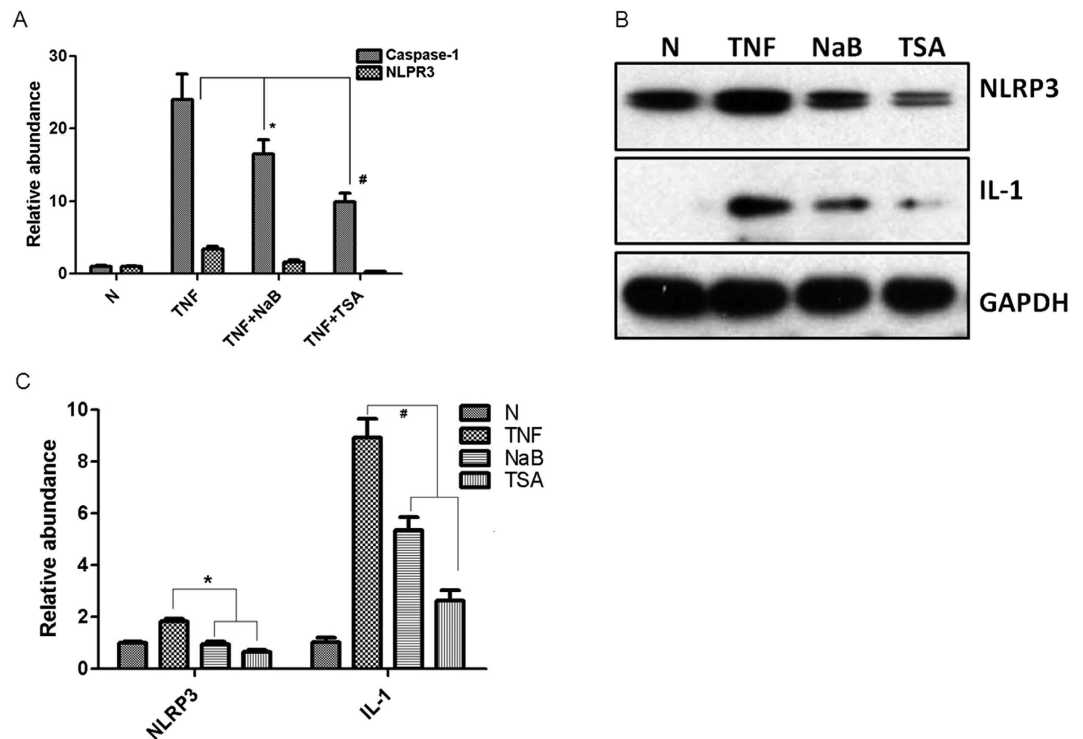 A
Relative abundance
30
20
10
0
Caspase-1
NLPR3
*
#
N
TNF
TNF+NaB
TNF+TSA
B
N TNF NaB TSA
NLRP3
IL-1
GAPDH
C
Relative abundance
10
8
6
4
2
0
N
TNF
NaB
TSA
#
*
NLRP3
IL-1